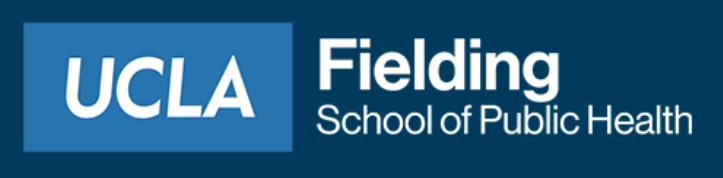 UCLA
Fielding
School of Public Health